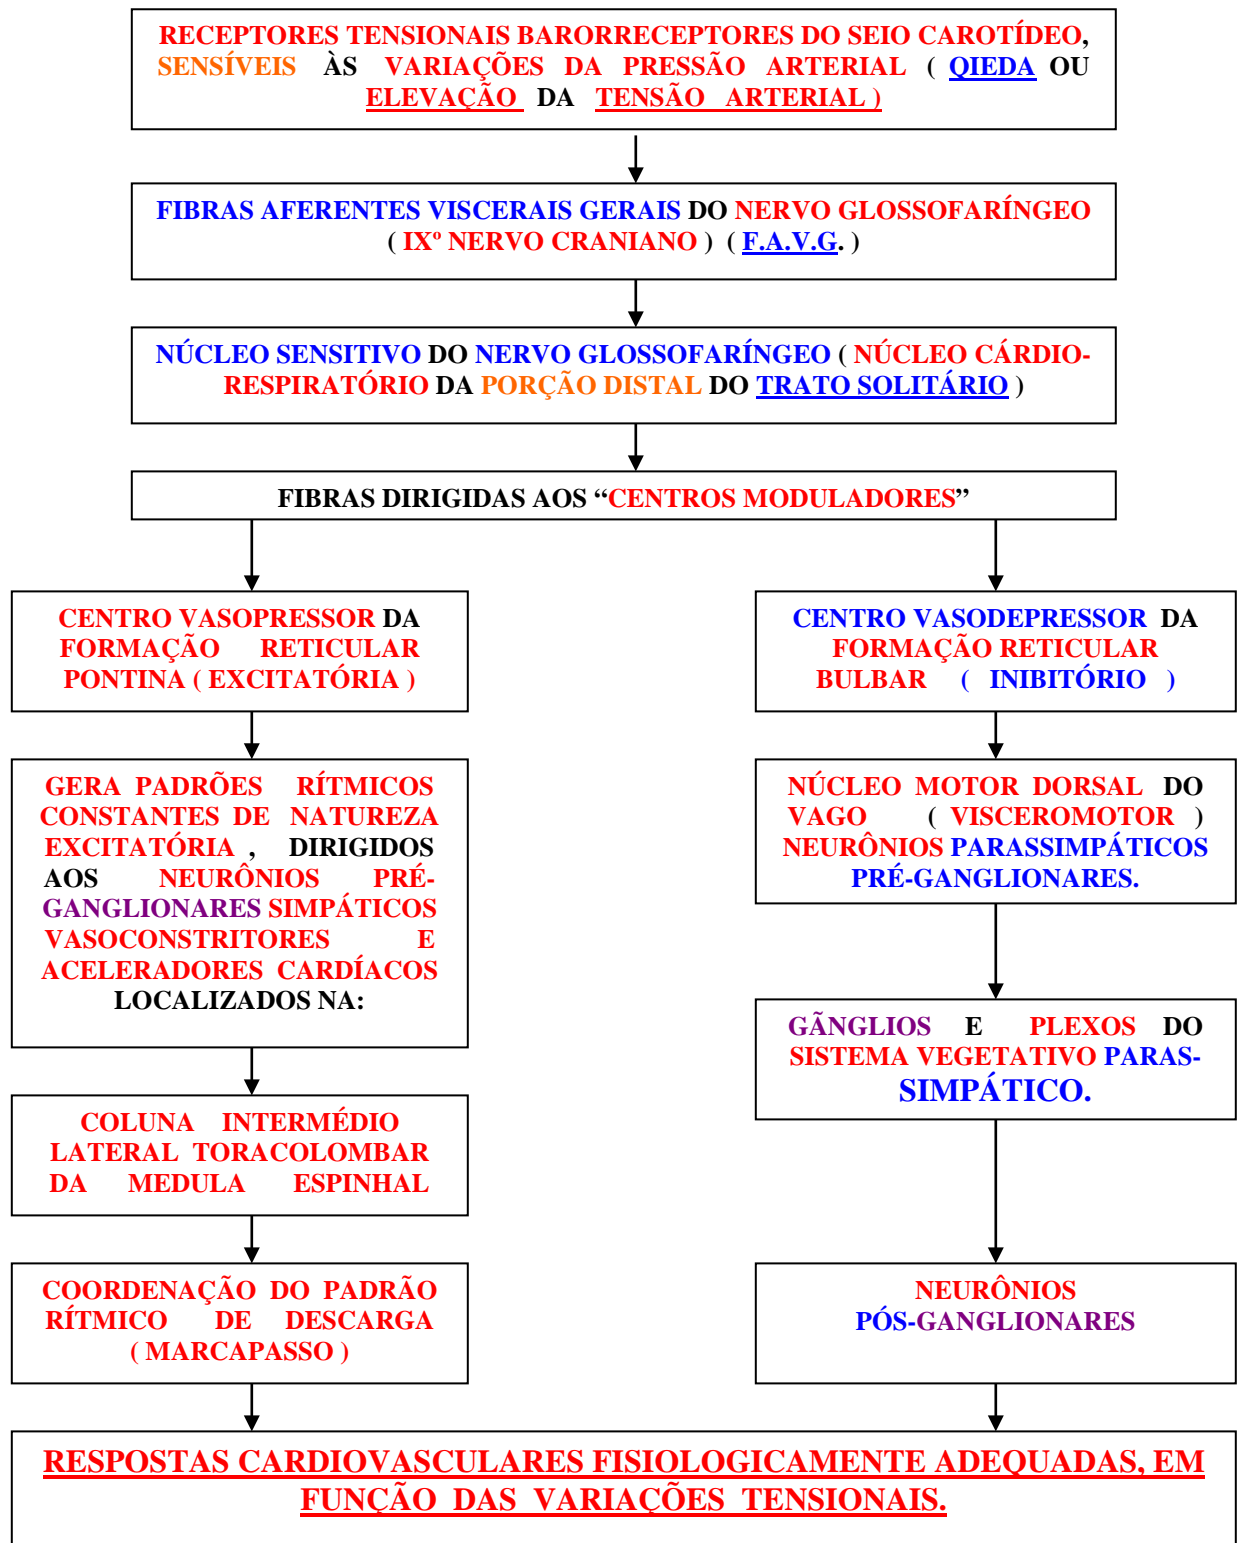 RECEPTORES TENSIONAIS BARORRECEPTORES DO SEIO CAROTÍDEO,
SENSÍVEIS ÀS VARIAÇÕES DA PRESSÃO ARTERIAL ( QIEDA OU
ELEVAÇÃO DA TENSÃO ARTERIAL )
FIBRAS AFERENTES VISCERAIS GERAIS DO NERVO GLOSSOFARÍNGEO
( IXº NERVO CRANIANO ) ( F.A.V.G. )
NÚCLEO SENSITIVO DO NERVO GLOSSOFARÍNGEO ( NÚCLEO CÁRDIO-
RESPIRATÓRIO DA PORÇÃO DISTAL DO TRATO SOLITÁRIO )
FIBRAS DIRIGIDAS AOS “CENTROS MODULADORES”
CENTRO VASOPRESSOR DA
FORMAÇÃO RETICULAR
PONTINA ( EXCITATÓRIA )
GERA PADRÕES RÍTMICOS
CONSTANTES DE NATUREZA
EXCITATÓRIA , DIRIGIDOS
AOS NEURÔNIOS PRÉ-
GANGLIONARES SIMPÁTICOS
VASOCONSTRITORES E
ACELERADORES CARDÍACOS
LOCALIZADOS NA:
COLUNA INTERMÉDIO
LATERAL TORACOLOMBAR
DA MEDULA ESPINHAL
COORDENAÇÃO DO PADRÃO
RÍTMICO DE DESCARGA
( MARCAPASSO )
CENTRO VASODEPRESSOR DA
FORMAÇÃO RETICULAR
BULBAR ( INIBITÓRIO )
NÚCLEO MOTOR DORSAL DO
VAGO ( VISCEROMOTOR )
NEURÔNIOS PARASSIMPÁTICOS
PRÉ-GANGLIONARES.
GÃNGLIOS E PLEXOS DO
SISTEMA VEGETATIVO PARAS-
SIMPÁTICO.
NEURÔNIOS
PÓS-GANGLIONARES
RESPOSTAS CARDIOVASCULARES FISIOLOGICAMENTE ADEQUADAS, EM
FUNÇÃO DAS VARIAÇÕES TENSIONAIS.